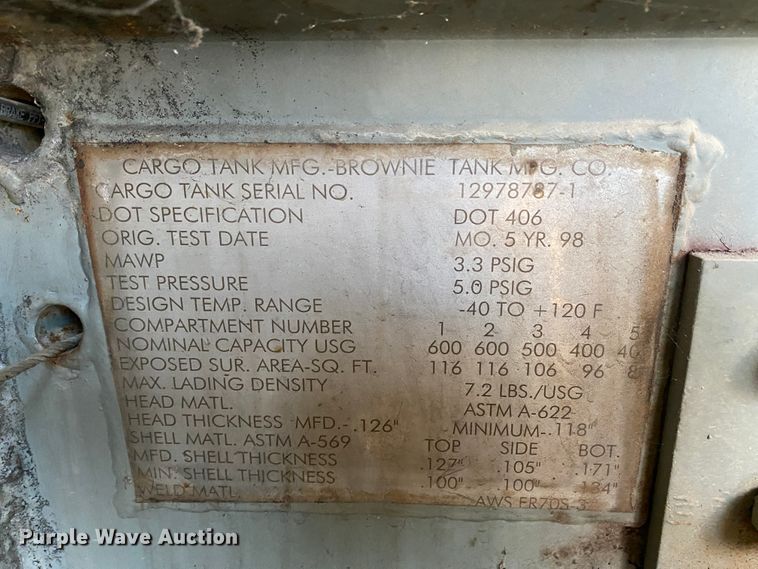 CARGO TANK MFG.-BROWNIE TANK MFG. CO.
CARGO TANK SERIAL NO. 12978787-1
DOT SPECIFICATION DOT 406
ORIG. TEST DATE MO. 5 YR. 98
MAWP 3.3 PSIG
TEST PRESSURE 5.0 PSIG
DESIGN TEMP. RANGE -40 TO +120 F
COMPARTMENT NUMBER 1 2 3 4 5
NOMINAL CAPACITY USG 600 600 500 400 40
EXPOSED SUR. AREA-SQ. FT. 116 116 106 96 8
MAX. LADING DENSITY 7.2 LBS./USG
HEAD MATL. ASTM A-622
HEAD THICKNESS MFD.-.126" MINIMUM-.118"
SHELL MATL. ASTM A-569 TOP SIDE BOT.
MFD. SHELL THICKNESS .127" .105" .171"
MIN. SHELL THICKNESS .100" .100" .134"
WELD MATL. AWS ER70S-3
Purple Wave Auction